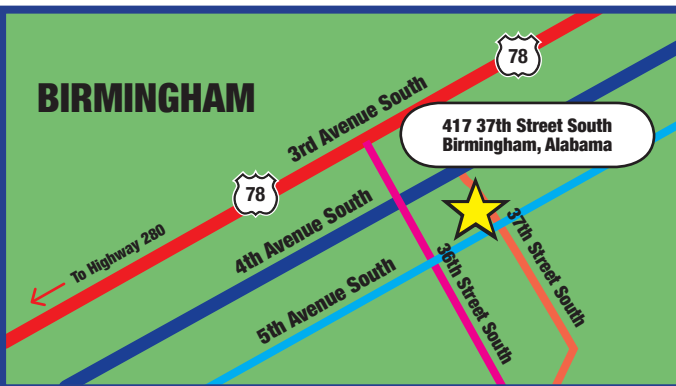 78
BIRMINGHAM
3rd Avenue South
417 37th Street South
Birmingham, Alabama
78
4th Avenue South
37th Street South
To Highway 280
36th Street South
5th Avenue South